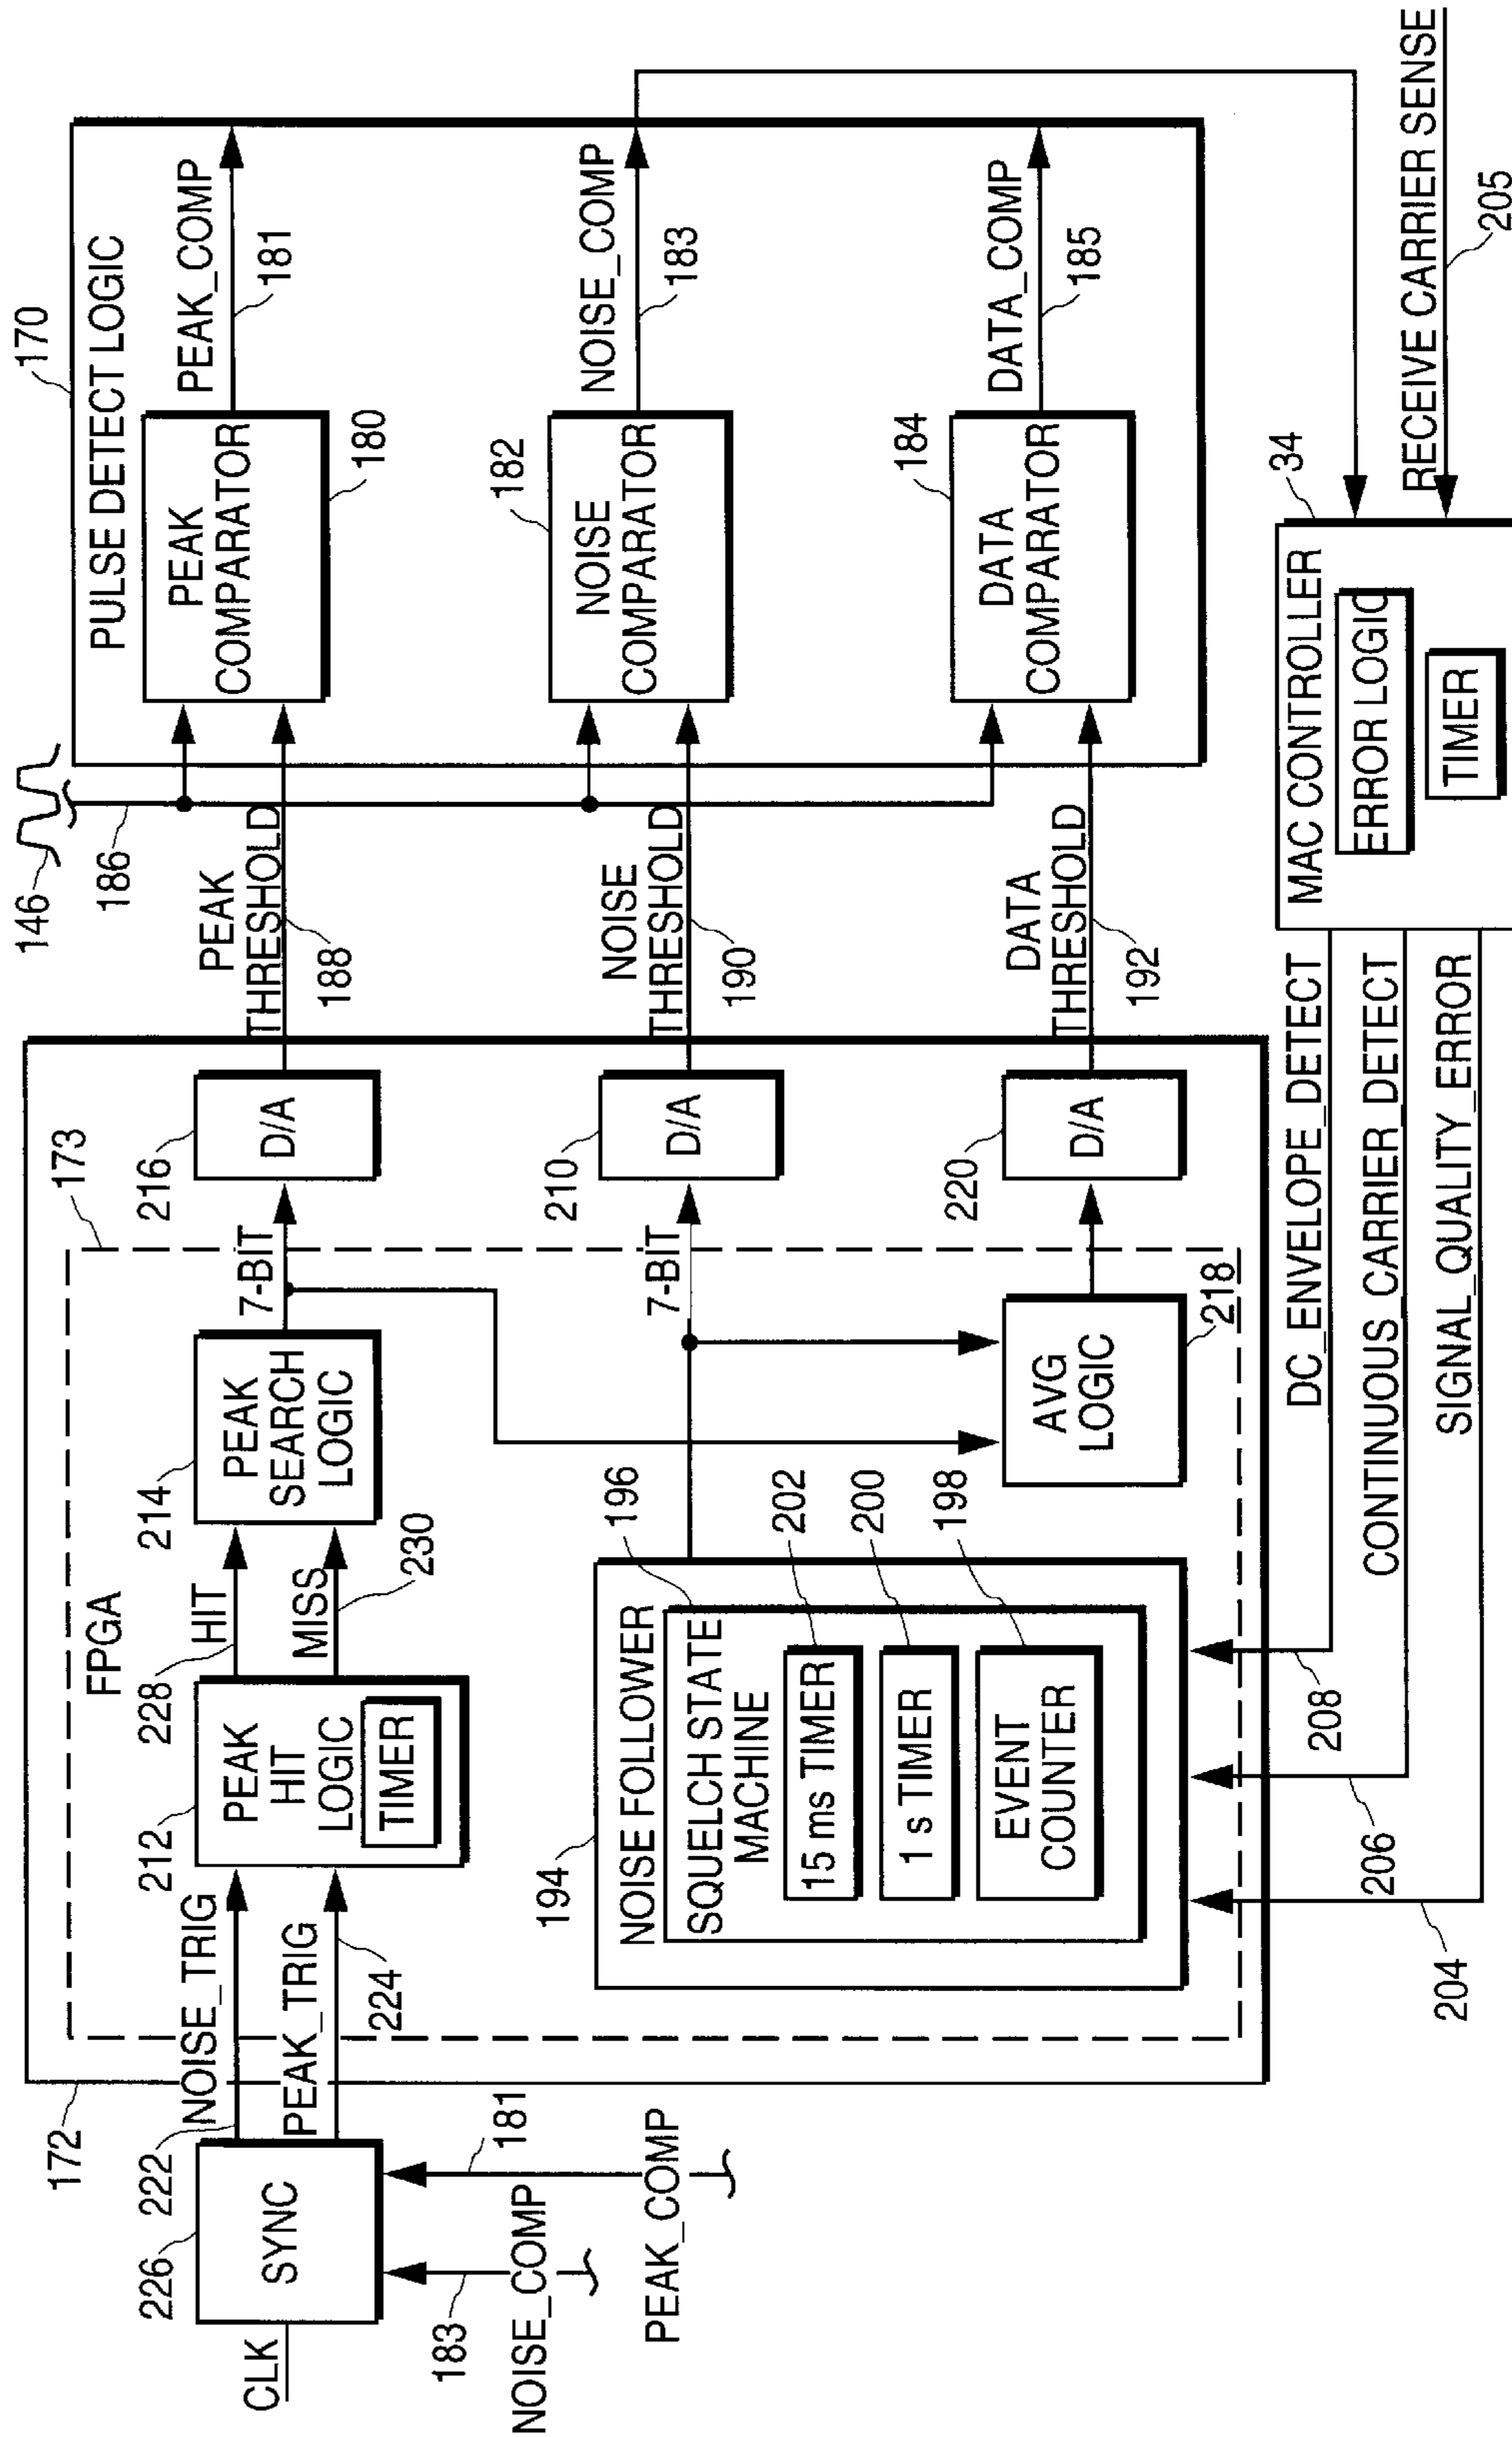 146
186
170
PULSE DETECT LOGIC
PEAK
COMPARATOR
180
PEAK_COMP
181
NOISE
COMPARATOR
182
NOISE_COMP
183
DATA
COMPARATOR
184
DATA_COMP
185
PEAK
THRESHOLD
188
NOISE
THRESHOLD
190
DATA
THRESHOLD
192
172
173
FPGA
CLK
226
SYNC
222
NOISE_TRIG
PEAK_TRIG
224
183
NOISE_COMP
181
PEAK_COMP
212
PEAK
HIT
LOGIC
TIMER
228
HIT
MISS
230
214
PEAK
SEARCH
LOGIC
7-BIT
216
D/A
194
NOISE FOLLOWER
196
SQUELCH STATE
MACHINE
15 ms TIMER
202
1 s TIMER
200
EVENT
COUNTER
198
7-BIT
210
D/A
AVG
LOGIC
218
220
D/A
204
206
208
DC_ENVELOPE_DETECT
CONTINUOUS_CARRIER_DETECT
SIGNAL_QUALITY_ERROR
MAC CONTROLLER
34
ERROR LOGIC
TIMER
RECEIVE CARRIER SENSE
205